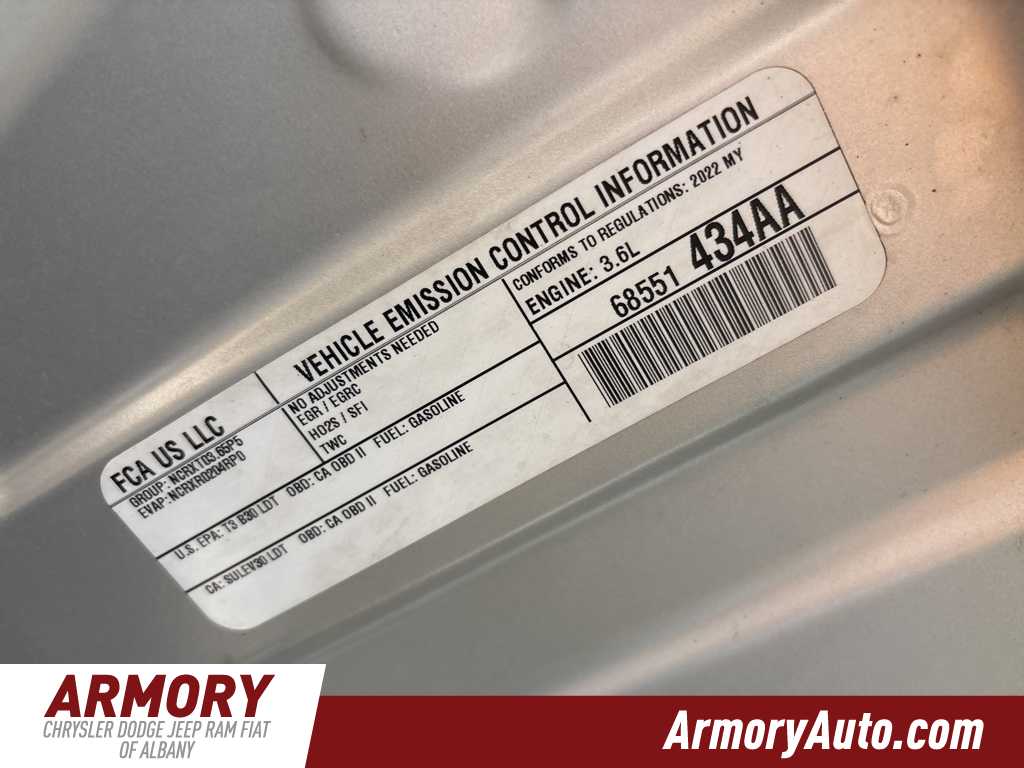 VEHICLE EMISSION CONTROL INFORMATION
FCA US LLC
GROUP: NCRXT03.65P5
EVAP: NCRXR0204RP0
NO ADJUSTMENTS NEEDED
EGR / EGRC
HO2S / SFI
TWC
CONFORMS TO REGULATIONS: 2022 MY
ENGINE: 3.6L
68551 434AA
U.S. EPA: T3 B30 LDT OBD: CA OBD II FUEL: GASOLINE
CA: SULEV30 LDT OBD: CA OBD II FUEL: GASOLINE
ARMORY
CHRYSLER DODGE JEEP RAM FIAT
OF ALBANY
ArmoryAuto.com